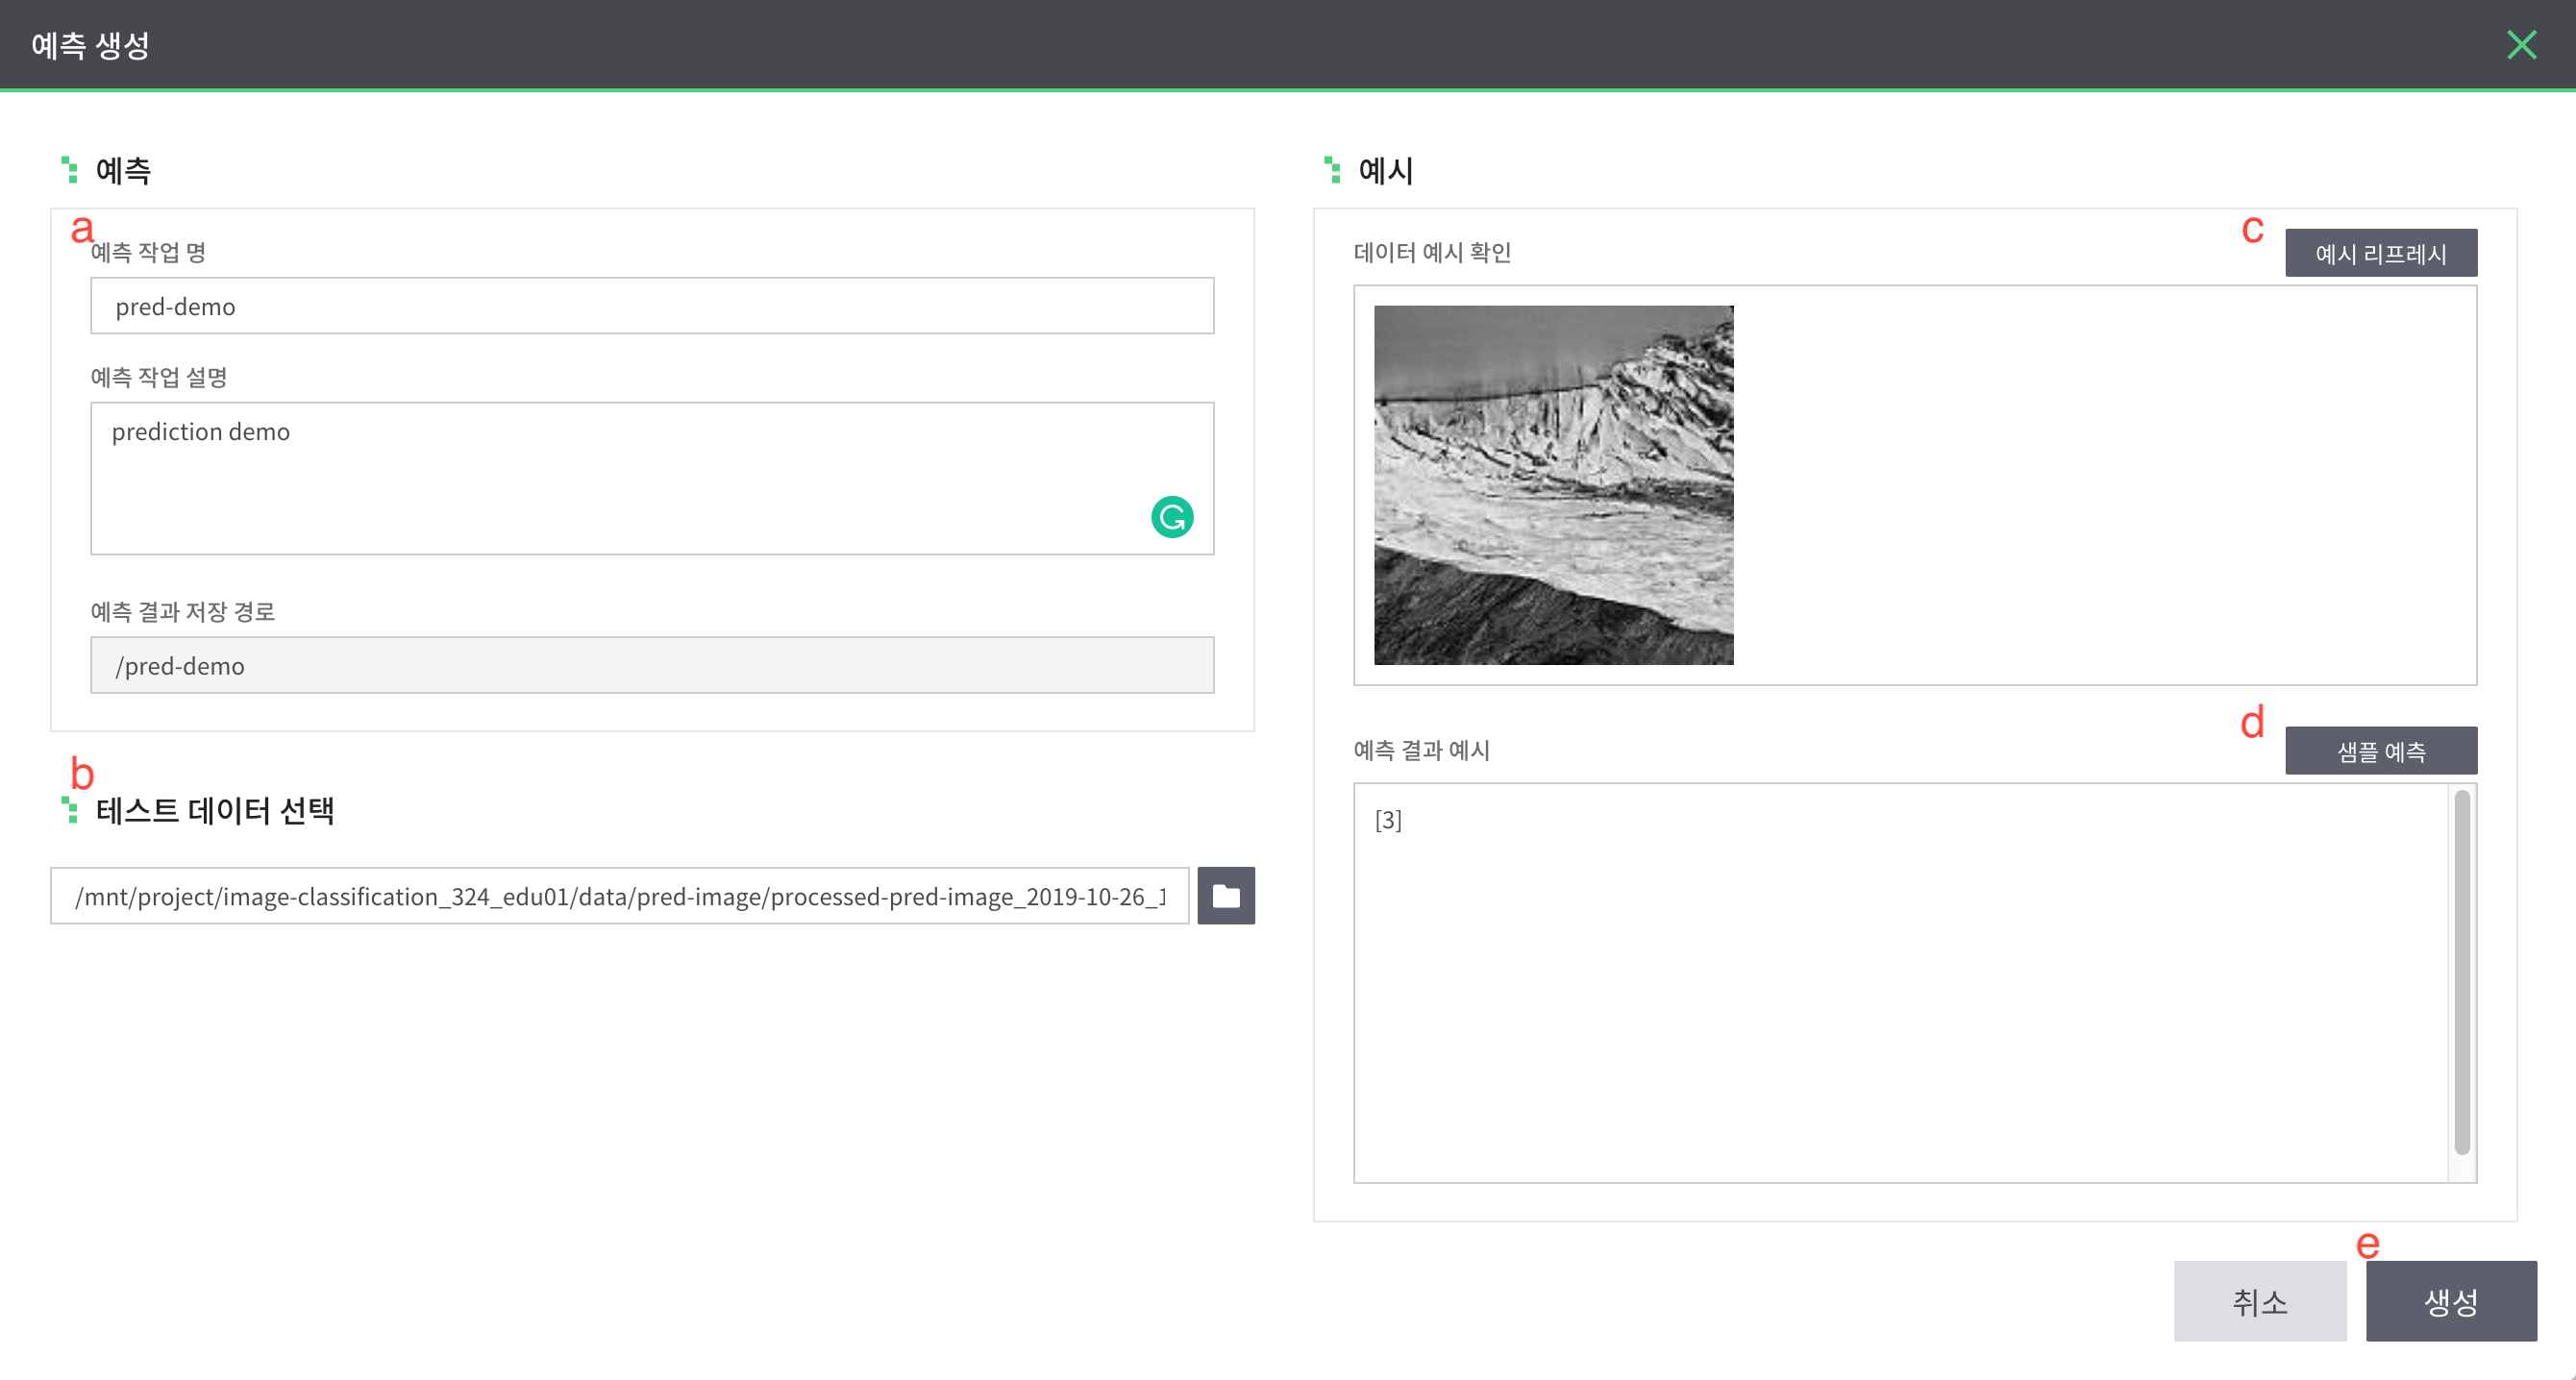 예측 생성
예측
a
예측 작업 명
pred-demo
예측 작업 설명
prediction demo
예측 결과 저장 경로
/pred-demo
b
테스트 데이터 선택
/mnt/project/image-classification_324_edu01/data/pred-image/processed-pred-image_2019-10-26_1
예시
데이터 예시 확인
c
예시 리프레시
예측 결과 예시
d
샘플 예측
[3]
e
취소
생성